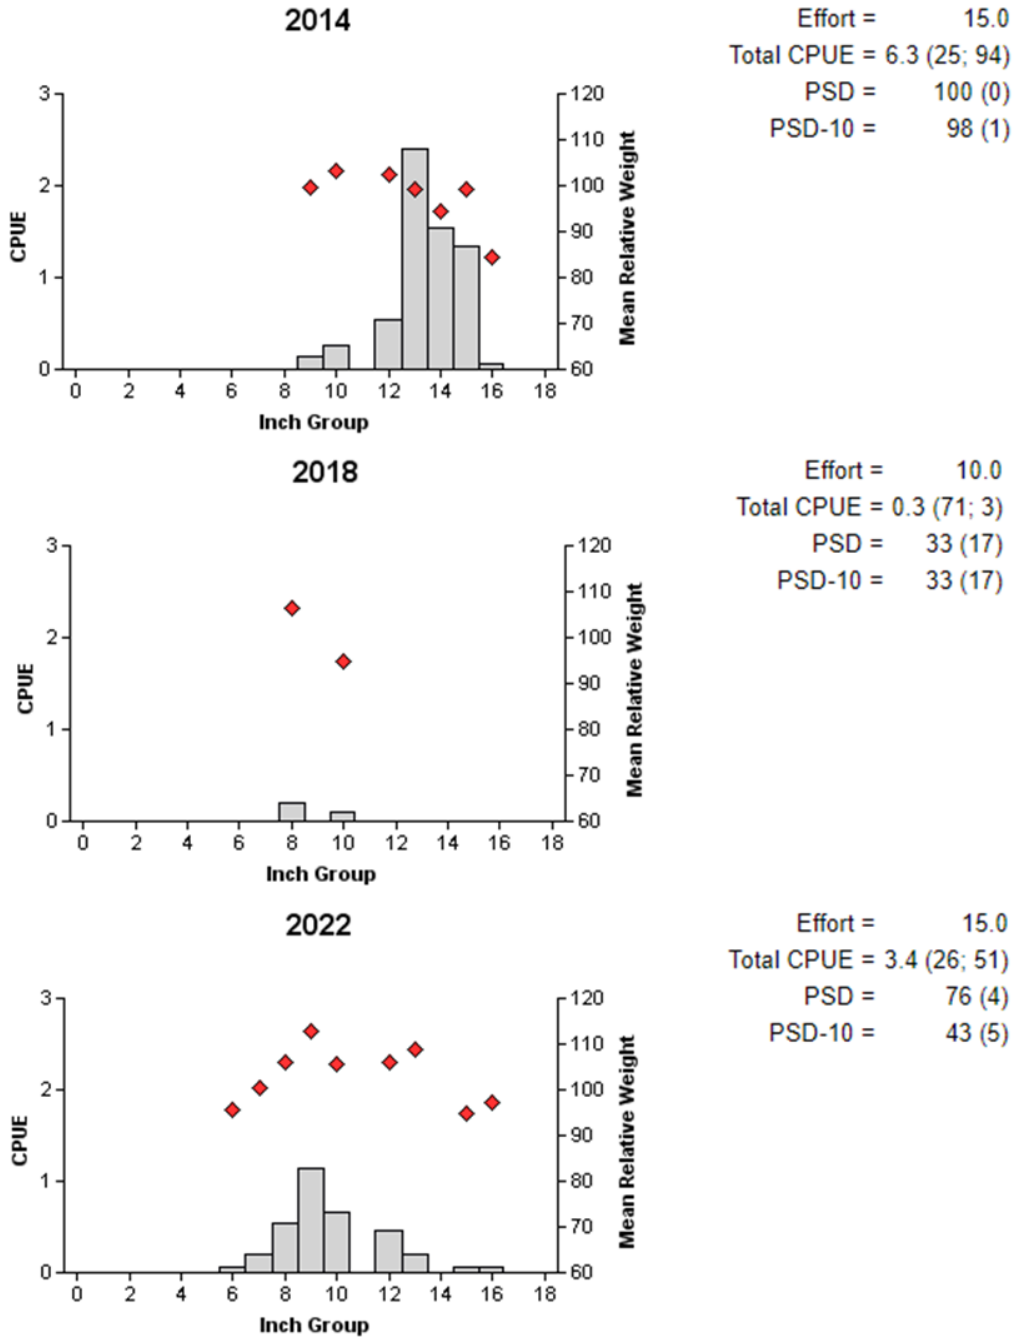 2014
Effort = 15.0
Total CPUE = 6.3 (25; 94)
PSD = 100 (0)
PSD-10 = 98 (1)
3
2
1
0
CPUE
120
110
100
90
80
70
60
Mean Relative Weight
0 2 4 6 8 10 12 14 16 18
Inch Group
2018
Effort = 10.0
Total CPUE = 0.3 (71; 3)
PSD = 33 (17)
PSD-10 = 33 (17)
3
2
1
0
CPUE
120
110
100
90
80
70
60
Mean Relative Weight
0 2 4 6 8 10 12 14 16 18
Inch Group
2022
Effort = 15.0
Total CPUE = 3.4 (26; 51)
PSD = 76 (4)
PSD-10 = 43 (5)
3
2
1
0
CPUE
120
110
100
90
80
70
60
Mean Relative Weight
0 2 4 6 8 10 12 14 16 18
Inch Group